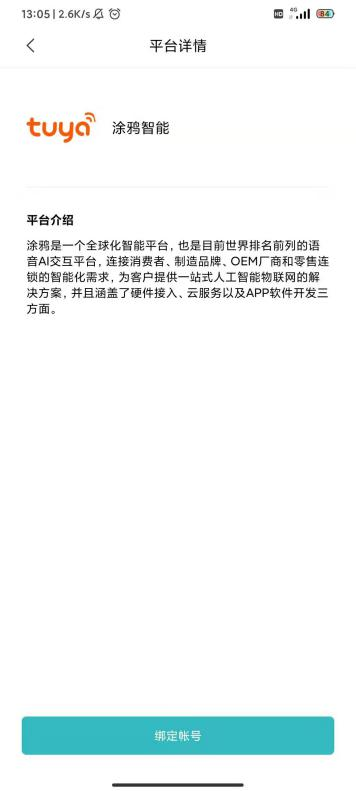 13:05 | 2.6K/s
HD 4G 84
平台详情
tuya 涂鸦智能
平台介绍
涂鸦是一个全球化智能平台，也是目前世界排名前列的语
音AI交互平台，连接消费者、制造品牌、OEM厂商和零售连
锁的智能化需求，为客户提供一站式人工智能物联网的解
决方案，并且涵盖了硬件接入、云服务以及APP软件开发三
方面。
绑定帐号